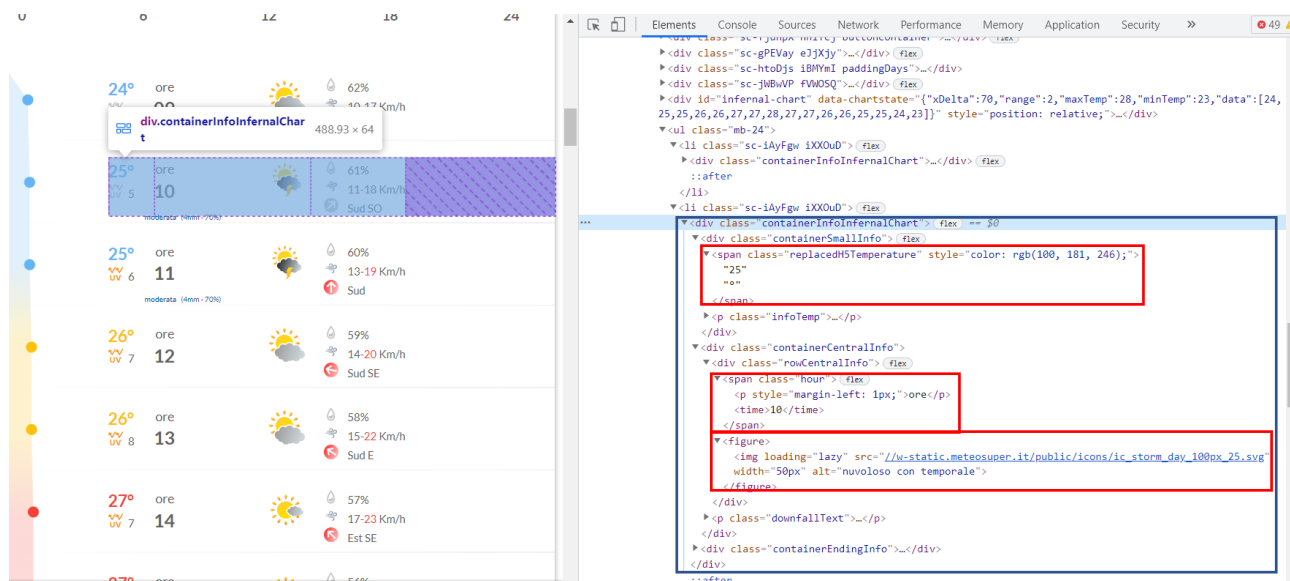 0 6 12 18 24
24° ore 62%
UV 09 10-17 Km/h
div.containerInfoInfernalChar
t 488.93 × 64
25° ore 61%
UV 5 10 11-18 Km/h
Sud SO
moderata (4mm - 70%)
25° ore 60%
UV 6 11 13-19 Km/h
Sud
moderata (4mm - 70%)
26° ore 59%
UV 7 12 14-20 Km/h
Sud SE
26° ore 58%
UV 8 13 15-22 Km/h
Sud E
27° ore 57%
UV 7 14 17-23 Km/h
Est SE
27° ore 56%
Elements Console Sources Network Performance Memory Application Security » 49
<div class="sc-gPEVay eJjXjy">…</div> flex
<div class="sc-htoDjs iBMYmI paddingDays">…</div>
<div class="sc-jWBwVP fVWOSQ">…</div> flex
<div id="infernal-chart" data-chartstate="{"xDelta":70,"range":2,"maxTemp":28,"minTemp":23,"data":[24,
25,25,26,26,27,27,28,27,27,26,26,25,25,24,23]}" style="position: relative;">…</div>
<ul class="mb-24">
<li class="sc-iAyFgw iXXOuD"> flex
<div class="containerInfoInfernalChart">…</div> flex
::after
</li>
<li class="sc-iAyFgw iXXOuD"> flex
… <div class="containerInfoInfernalChart"> flex == $0
<div class="containerSmallInfo"> flex
<span class="replacedH5Temperature" style="color: rgb(100, 181, 246);">
"25"
"°"
</span>
<p class="infoTemp">…</p>
</div>
<div class="containerCentralInfo">
<div class="rowCentralInfo"> flex
<span class="hour"> flex
<p style="margin-left: 1px;">ore</p>
<time>10</time>
</span>
<figure>
<img loading="lazy" src="//w-static.meteosuper.it/public/icons/ic_storm_day_100px_25.svg"
width="50px" alt="nuvoloso con temporale">
</figure>
</div>
<p class="downfallText">…</p>
</div>
<div class="containerEndingInfo">…</div>
</div>
::after